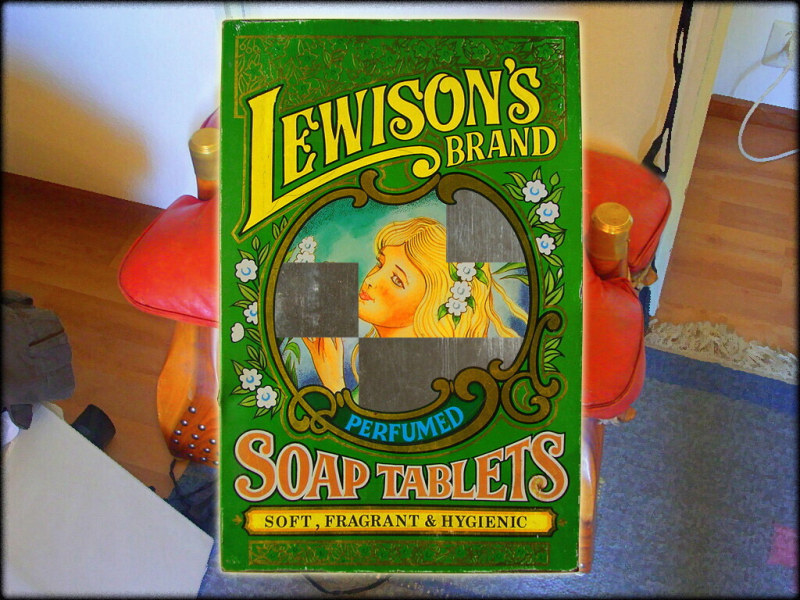 LEWISON'S
BRAND
PERFUMED
SOAP TABLETS
SOFT, FRAGRANT & HYGIENIC